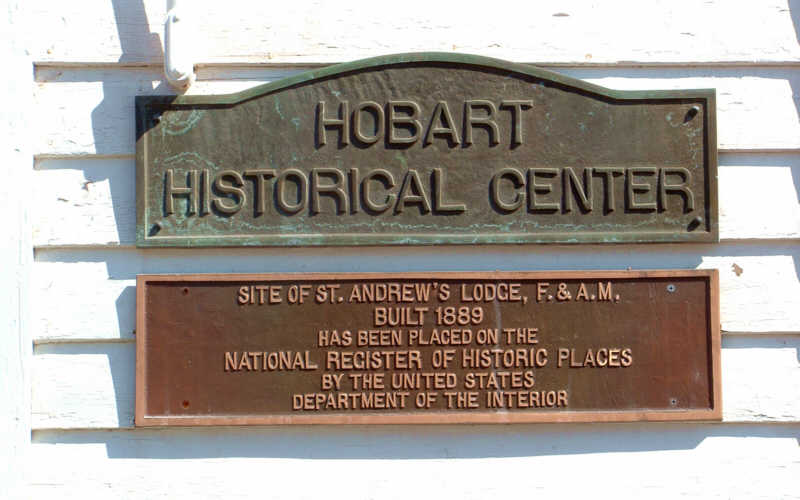 HOBART
HISTORICAL CENTER
SITE OF ST. ANDREW'S LODGE, F. & A.M.
BUILT 1889
HAS BEEN PLACED ON THE
NATIONAL REGISTER OF HISTORIC PLACES
BY THE UNITED STATES
DEPARTMENT OF THE INTERIOR